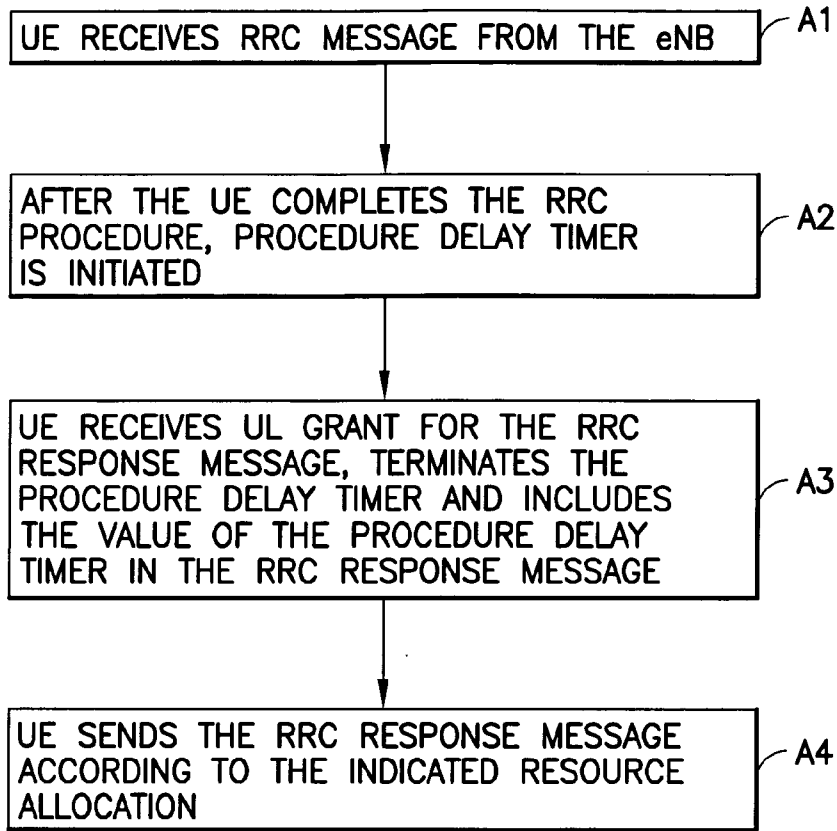 UE RECEIVES RRC MESSAGE FROM THE eNB
A1
AFTER THE UE COMPLETES THE RRC
PROCEDURE, PROCEDURE DELAY TIMER
IS INITIATED
A2
UE RECEIVES UL GRANT FOR THE RRC
RESPONSE MESSAGE, TERMINATES THE
PROCEDURE DELAY TIMER AND INCLUDES
THE VALUE OF THE PROCEDURE DELAY
TIMER IN THE RRC RESPONSE MESSAGE
A3
UE SENDS THE RRC RESPONSE MESSAGE
ACCORDING TO THE INDICATED RESOURCE
ALLOCATION
A4